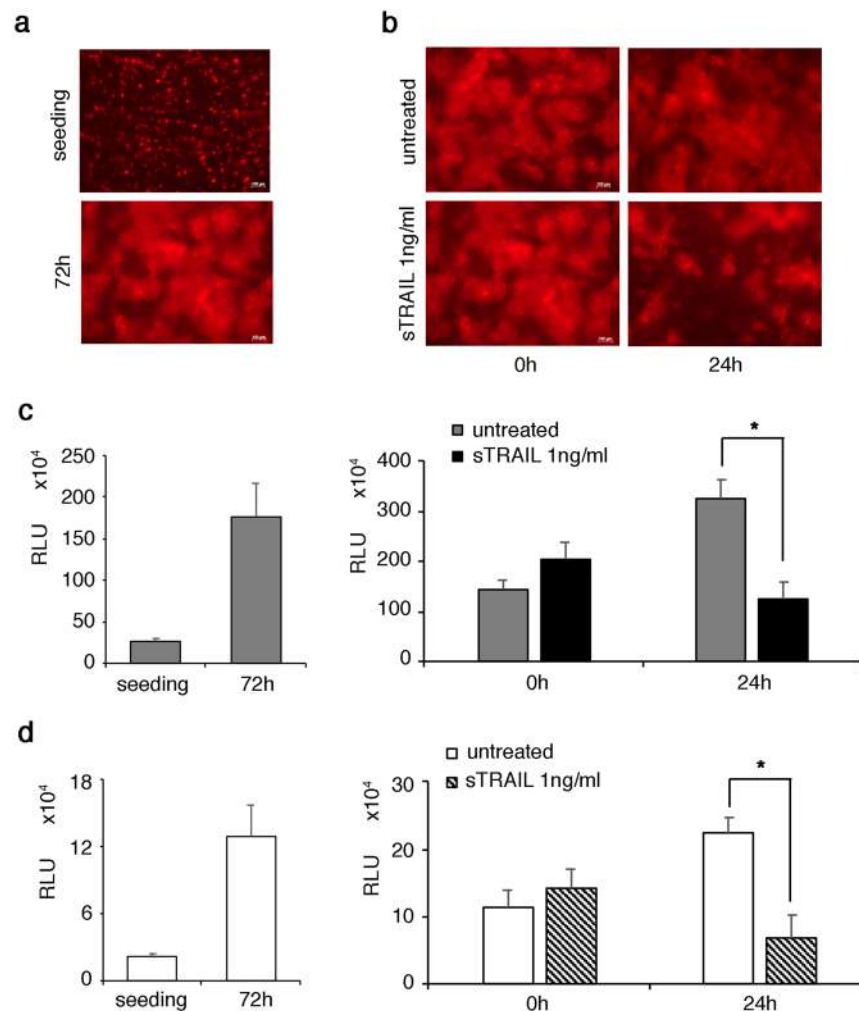 a
b
seeding
72h
untreated
sTRAIL 1ng/ml
0h
24h
c
RLU x10⁴
250
200
150
100
50
0
seeding
72h
untreated
sTRAIL 1ng/ml
*
RLU x10⁴
400
300
200
100
0
0h
24h
d
RLU x10⁴
18
12
6
0
seeding
72h
untreated
sTRAIL 1ng/ml
*
RLU x10⁴
30
20
10
0
0h
24h